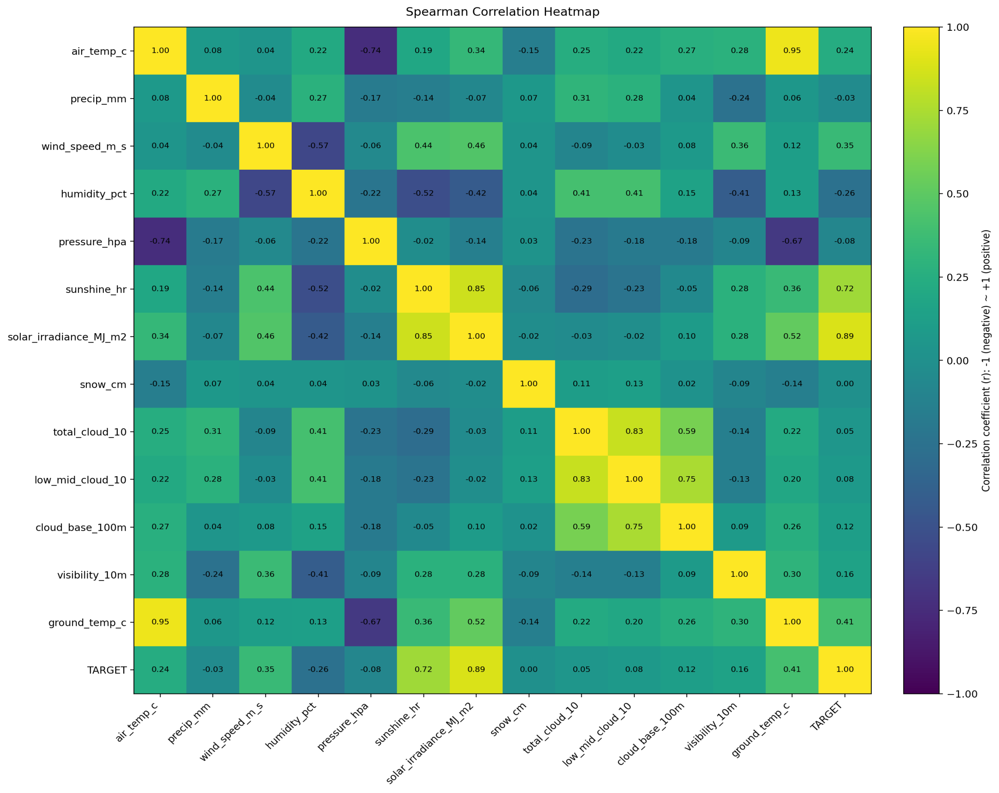 Spearman Correlation Heatmap
air_temp_c 1.00 0.08 0.04 0.22 -0.74 0.19 0.34 -0.15 0.25 0.22 0.27 0.28 0.95 0.24
precip_mm 0.08 1.00 -0.04 0.27 -0.17 -0.14 -0.07 0.07 0.31 0.28 0.04 -0.24 0.06 -0.03
wind_speed_m_s 0.04 -0.04 1.00 -0.57 -0.06 0.44 0.46 0.04 -0.09 -0.03 0.08 0.36 0.12 0.35
humidity_pct 0.22 0.27 -0.57 1.00 -0.22 -0.52 -0.42 0.04 0.41 0.41 0.15 -0.41 0.13 -0.26
pressure_hpa -0.74 -0.17 -0.06 -0.22 1.00 -0.02 -0.14 0.03 -0.23 -0.18 -0.18 -0.09 -0.67 -0.08
sunshine_hr 0.19 -0.14 0.44 -0.52 -0.02 1.00 0.85 -0.06 -0.29 -0.23 -0.05 0.28 0.36 0.72
solar_irradiance_MJ_m2 0.34 -0.07 0.46 -0.42 -0.14 0.85 1.00 -0.02 -0.03 -0.02 0.10 0.28 0.52 0.89
snow_cm -0.15 0.07 0.04 0.04 0.03 -0.06 -0.02 1.00 0.11 0.13 0.02 -0.09 -0.14 0.00
total_cloud_10 0.25 0.31 -0.09 0.41 -0.23 -0.29 -0.03 0.11 1.00 0.83 0.59 -0.14 0.22 0.05
low_mid_cloud_10 0.22 0.28 -0.03 0.41 -0.18 -0.23 -0.02 0.13 0.83 1.00 0.75 -0.13 0.20 0.08
cloud_base_100m 0.27 0.04 0.08 0.15 -0.18 -0.05 0.10 0.02 0.59 0.75 1.00 0.09 0.26 0.12
visibility_10m 0.28 -0.24 0.36 -0.41 -0.09 0.28 0.28 -0.09 -0.14 -0.13 0.09 1.00 0.30 0.16
ground_temp_c 0.95 0.06 0.12 0.13 -0.67 0.36 0.52 -0.14 0.22 0.20 0.26 0.30 1.00 0.41
TARGET 0.24 -0.03 0.35 -0.26 -0.08 0.72 0.89 0.00 0.05 0.08 0.12 0.16 0.41 1.00
air_temp_c
precip_mm
wind_speed_m_s
humidity_pct
pressure_hpa
sunshine_hr
solar_irradiance_MJ_m2
snow_cm
total_cloud_10
low_mid_cloud_10
cloud_base_100m
visibility_10m
ground_temp_c
TARGET
1.00
0.75
0.50
0.25
0.00
−0.25
−0.50
−0.75
−1.00
Correlation coefficient (r): -1 (negative) ~ +1 (positive)